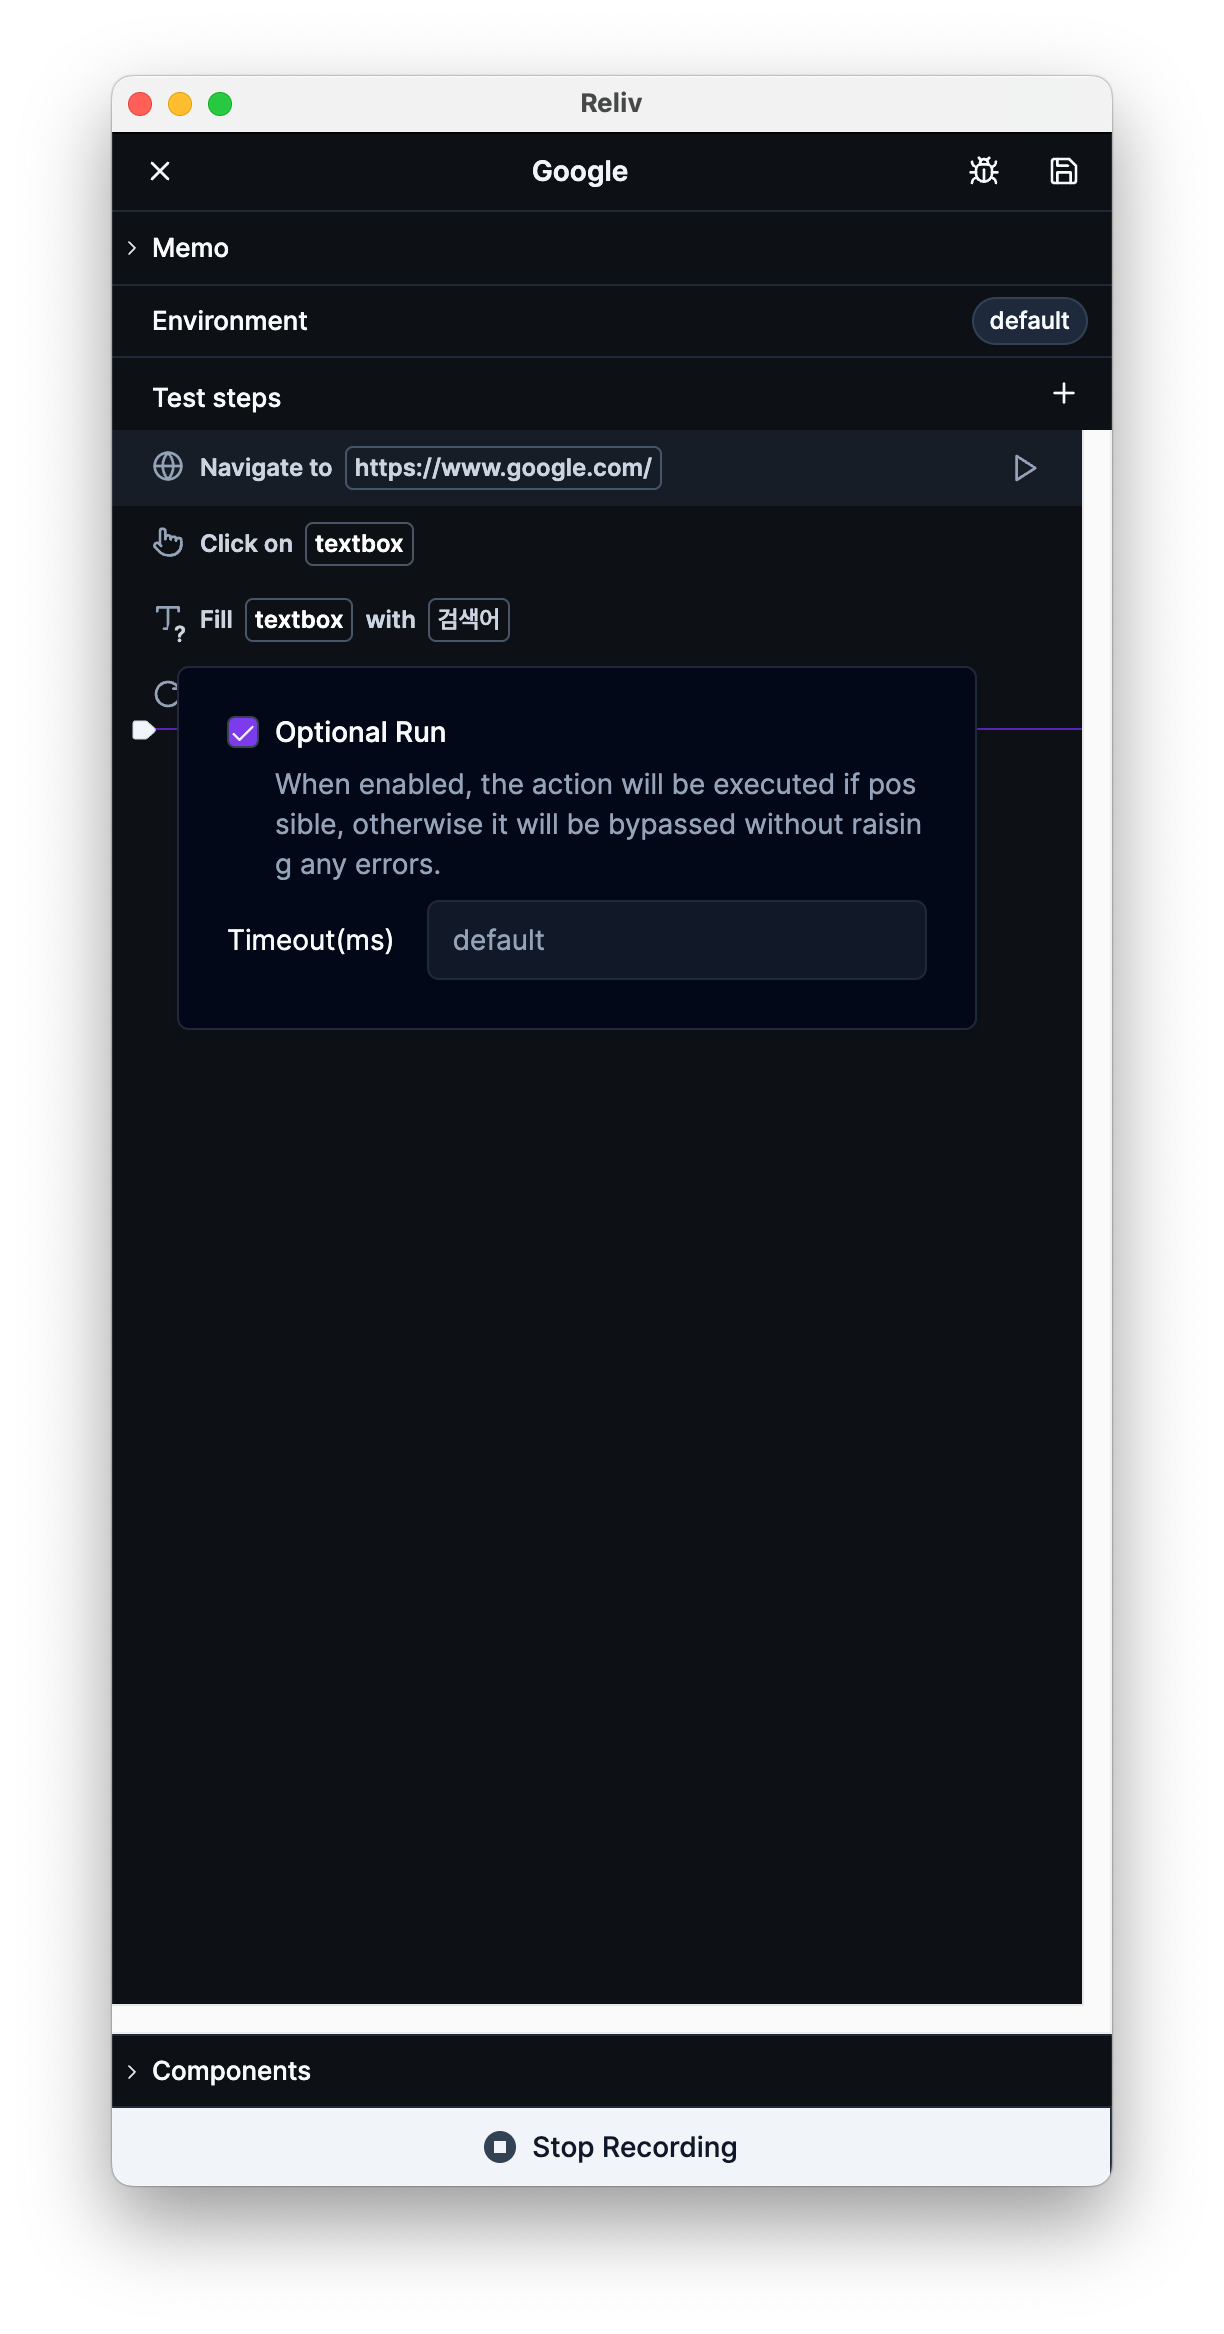 Reliv
Google
Memo
Environment
default
Test steps
Navigate to https://www.google.com/
Click on textbox
Fill textbox with 검색어
Optional Run
When enabled, the action will be executed if pos
sible, otherwise it will be bypassed without raisin
g any errors.
Timeout(ms)
default
Components
Stop Recording